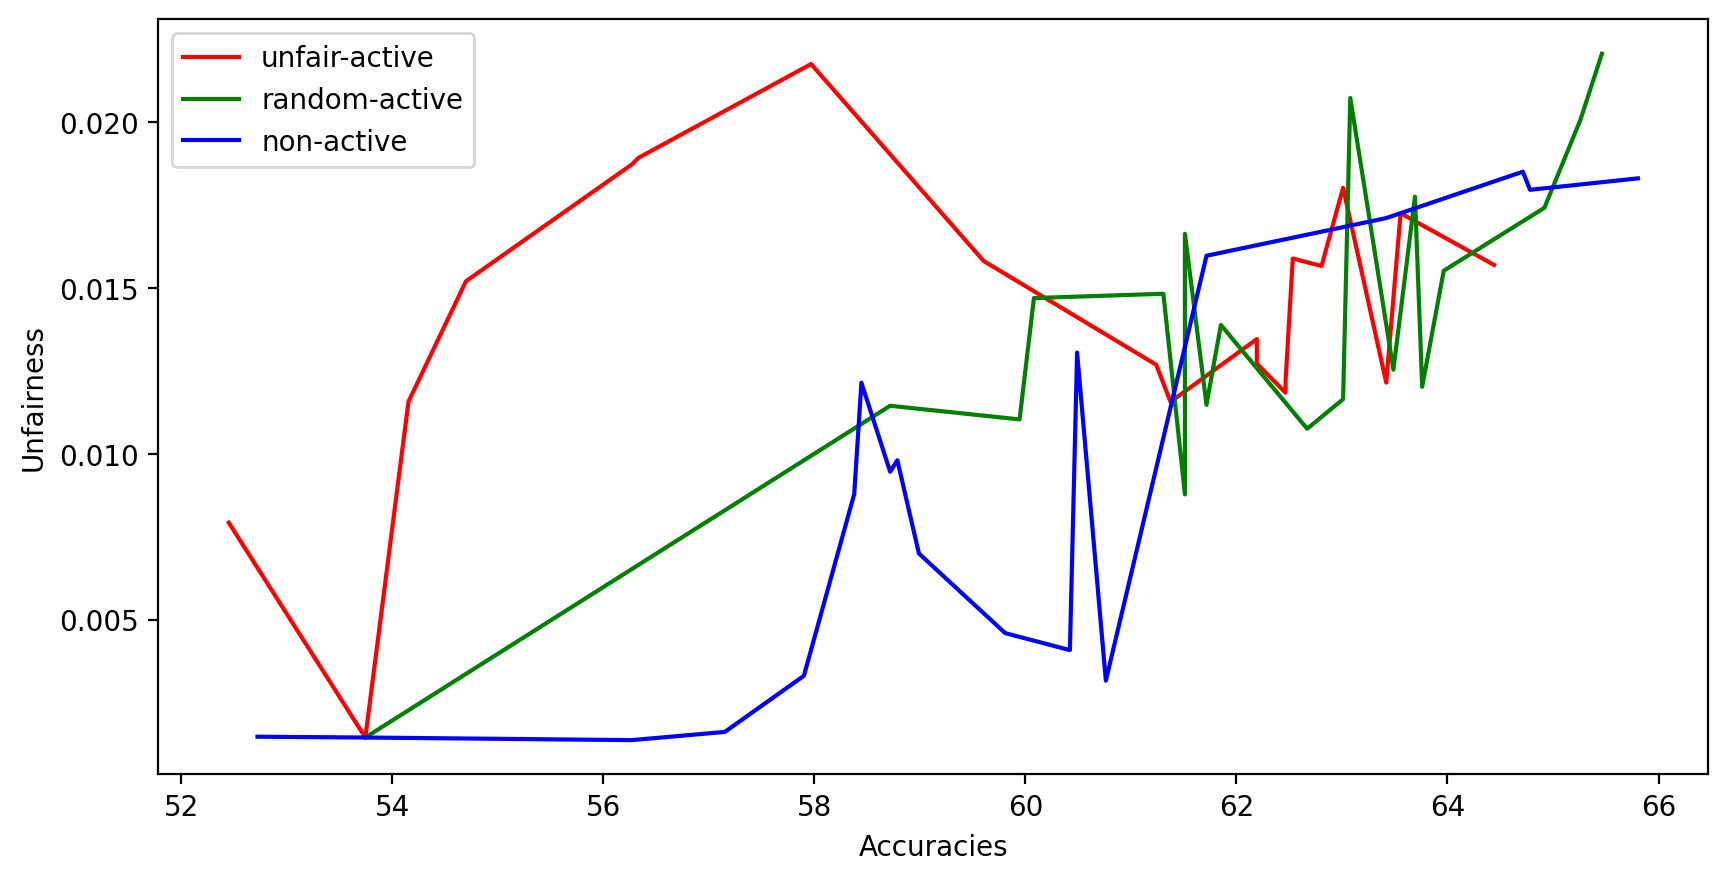 unfair-active
random-active
non-active
0.020
0.015
0.010
0.005
Unfairness
52 54 56 58 60 62 64 66
Accuracies